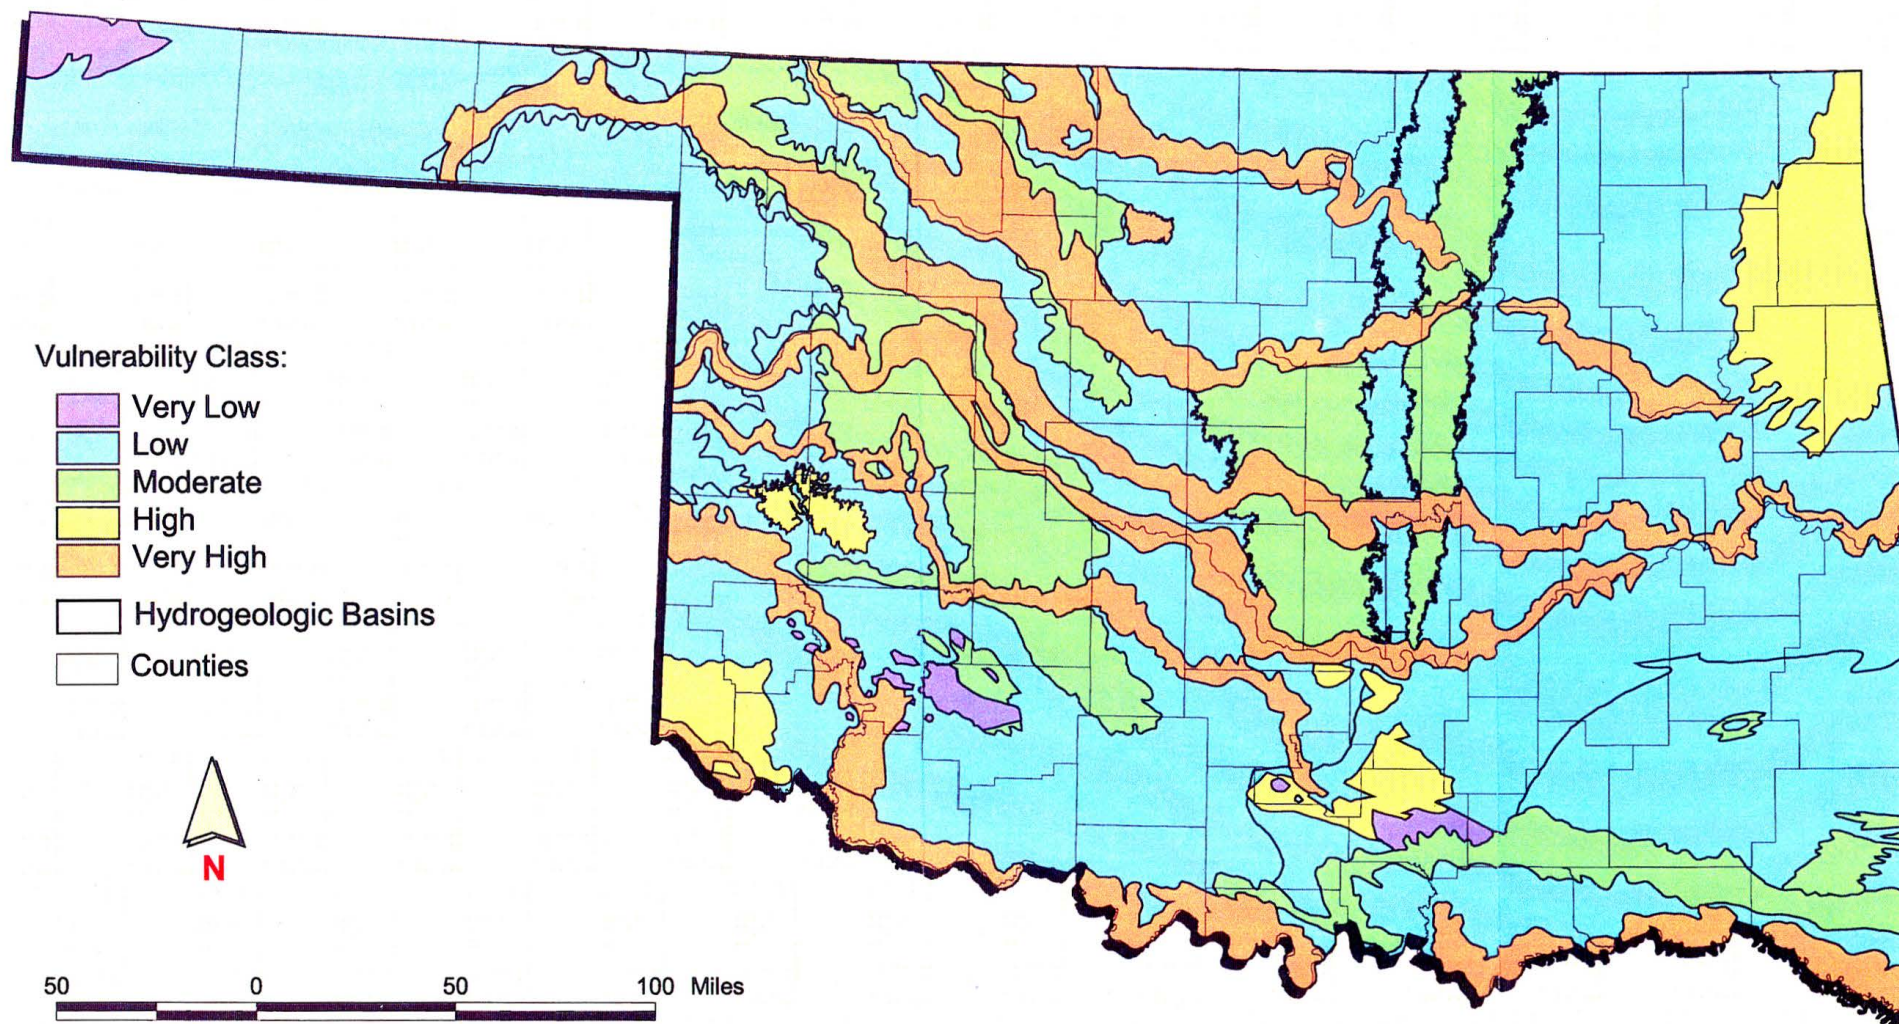 Vulnerability Class:
Very Low
Low
Moderate
High
Very High
Hydrogeologic Basins
Counties
N
50 0 50 100 Miles